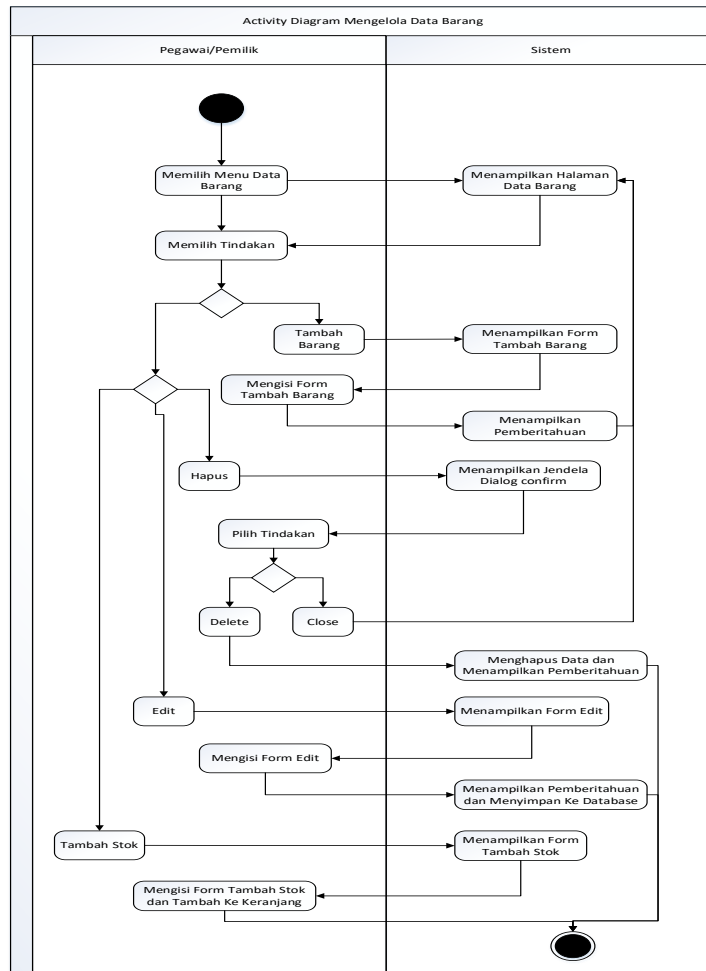 Activity Diagram Mengelola Data Barang
Pegawai/Pemilik
Sistem
Memilih Menu Data
Barang
Menampilkan Halaman
Data Barang
Memilih Tindakan
Tambah
Barang
Menampilkan Form
Tambah Barang
Mengisi Form
Tambah Barang
Menampilkan
Pemberitahuan
Hapus
Menampilkan Jendela
Dialog confirm
Pilih Tindakan
Delete
Close
Menghapus Data dan
Menampilkan Pemberitahuan
Edit
Menampilkan Form Edit
Mengisi Form Edit
Menampilkan Pemberitahuan
dan Menyimpan Ke Database
Tambah Stok
Menampilkan Form
Tambah Stok
Mengisi Form Tambah Stok
dan Tambah Ke Keranjang